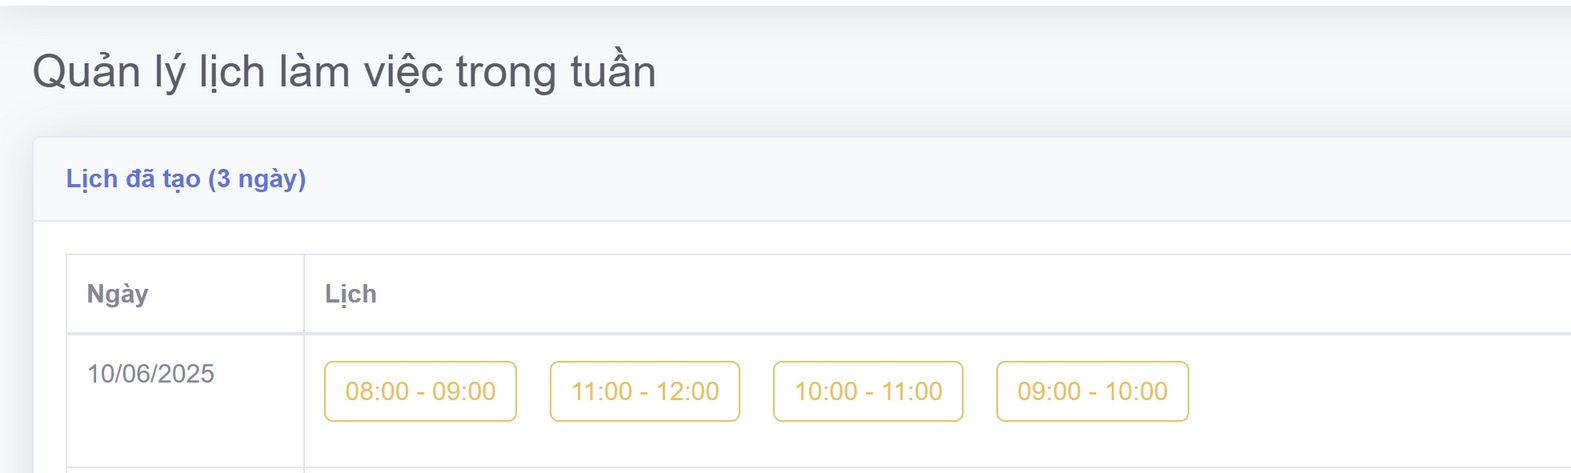 Quản lý lịch làm việc trong tuần
Lịch đã tạo (3 ngày)
Ngày Lịch
10/06/2025 08:00 - 09:00 11:00 - 12:00 10:00 - 11:00 09:00 - 10:00